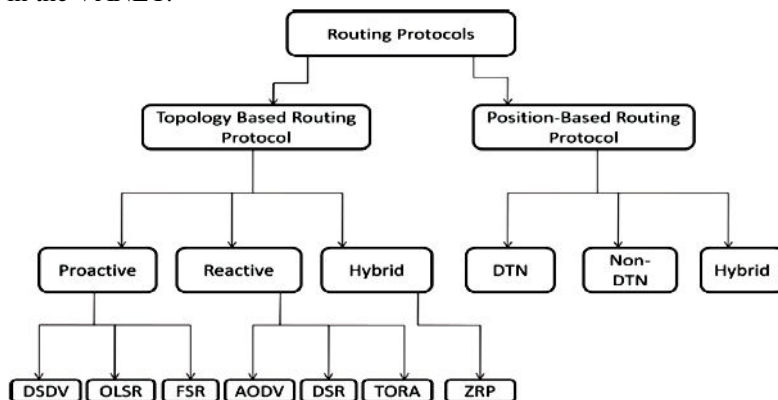 Routing Protocols
Topology Based Routing
Protocol
Position-Based Routing
Protocol
Proactive
Reactive
Hybrid
DTN
Non-
DTN
Hybrid
DSDV
OLSR
FSR
AODV
DSR
TORA
ZRP